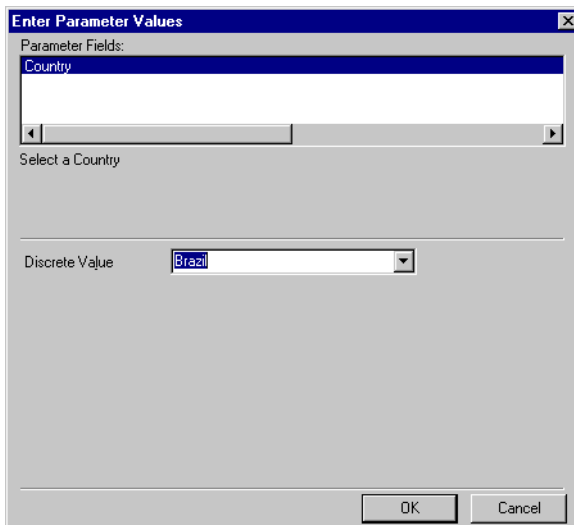 Enter Parameter Values
Parameter Fields:
Country
Select a Country
Discrete Value Brazil
OK Cancel